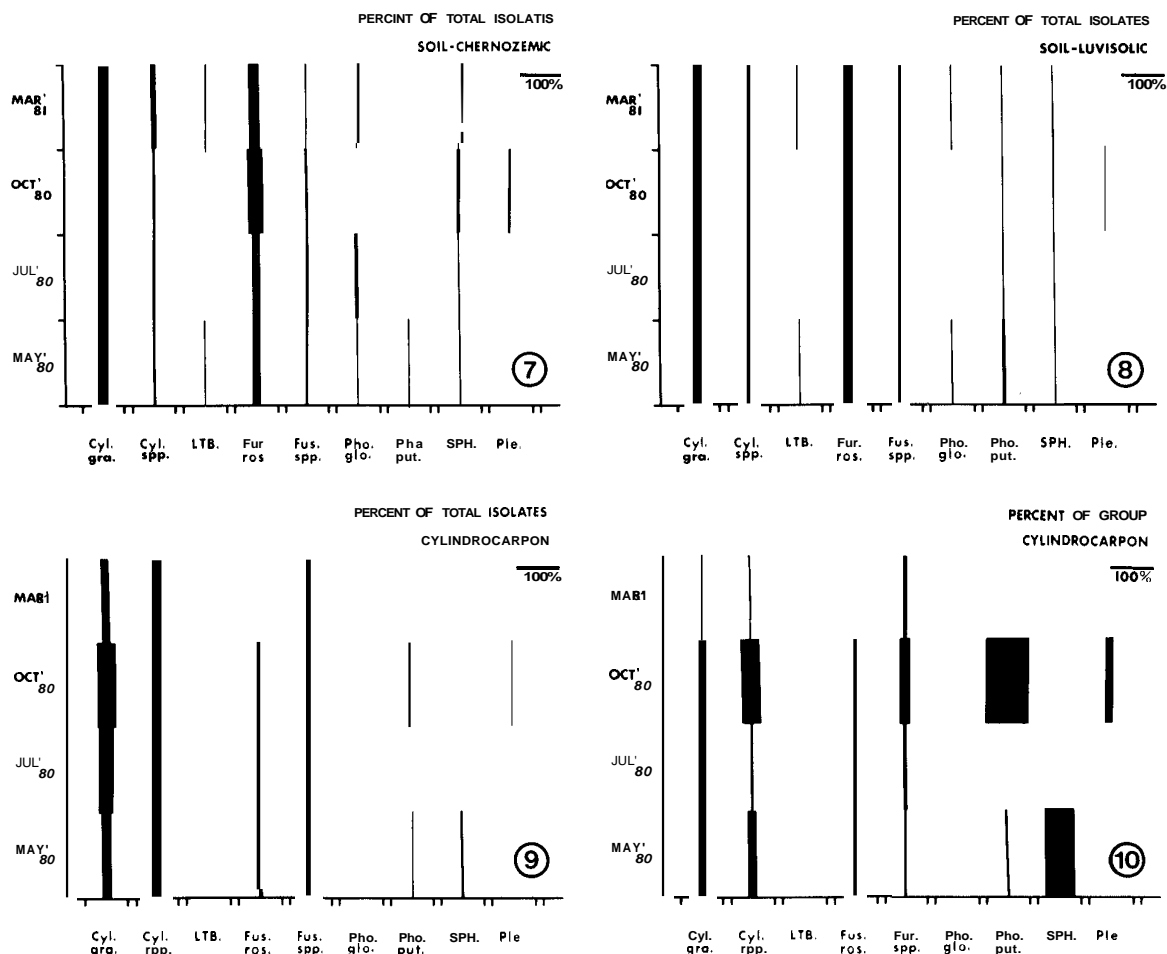 PERCINT OF TOTAL ISOLATIS
SOIL-CHERNOZEMIC
100%
MAR'
81
OCT'
80
JUL'
80
MAY'
80
7
Cyl. Cyl. LTB. Fur Fus. Pho. Pha SPH. Ple.
gra. spp. ros spp. glo. put.
PERCENT OF TOTAL ISOLATES
SOIL-LUVISOLIC
100%
MAR'
81
OCT'
80
JUL'
80
MAY'
80
8
Cyl. Cyl. LTB. Fur. Fus. Pho. Pho. SPH. Ple.
gra. spp. ros. spp. glo. put.
PERCENT OF TOTAL ISOLATES
CYLINDROCARPON
100%
MAR81
OCT'
80
JUL'
80
MAY'
80
9
Cyl. Cyl. LTB. Fus. Fus. Pho. Pho. SPH. Ple
gra. rpp. ros. spp. glo. put.
PERCENT OF GROUP
CYLINDROCARPON
100%
MAR81
OCT'
80
JUL'
80
MAY'
80
10
Cyl. Cyl. LTB. Fus. Fur. Pho. Pho. SPH. Ple
gra. rpp. ros. spp. glo. put.